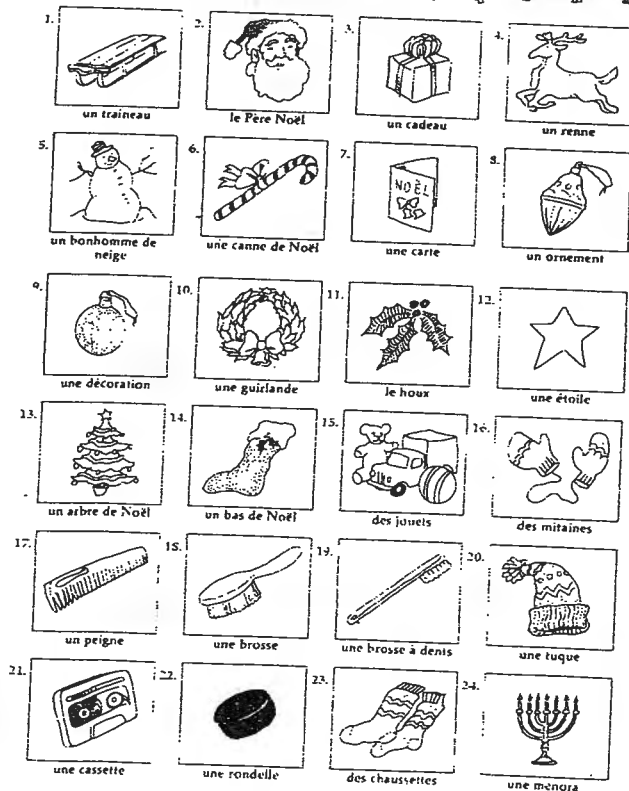 1.
un traineau
2.
le Père Noël
3.
un cadeau
4.
un renne
5.
un bonhomme de
neige
6.
une canne de Noël
7.
NOËL
une carte
8.
un ornement
9.
une décoration
10.
une guirlande
11.
le houx
12.
une étoile
13.
un arbre de Noël
14.
un bas de Noël
15.
des jouets
16.
des mitaines
17.
un peigne
18.
une brosse
19.
une brosse à dents
20.
une tuque
21.
une cassette
22.
une rondelle
23.
des chaussettes
24.
une menora